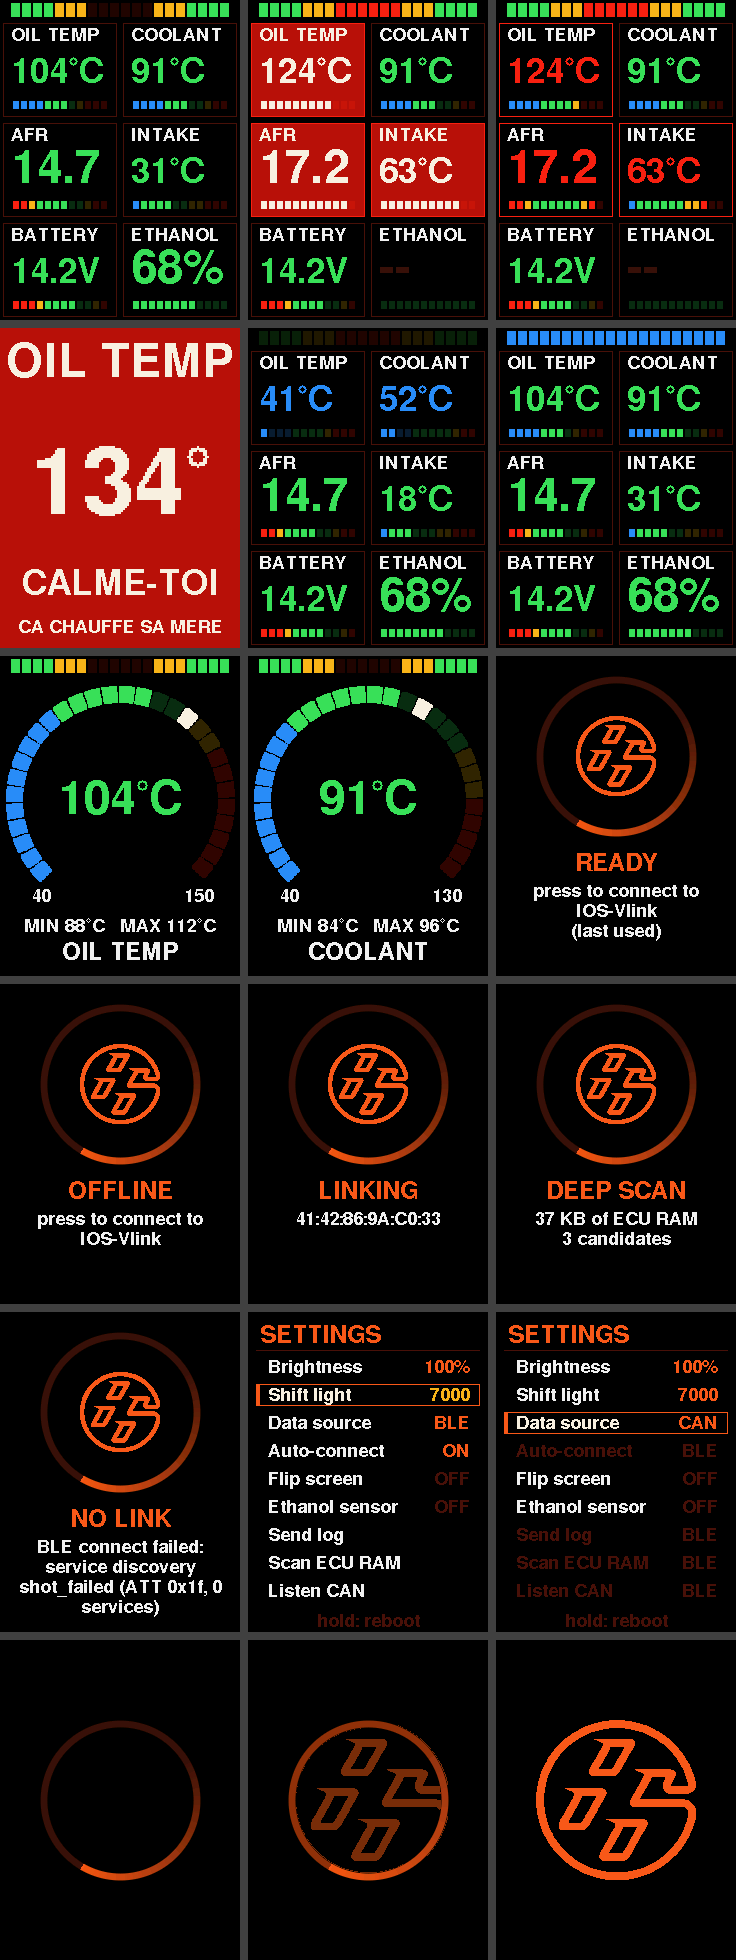 OIL TEMP COOLANT
104°C 91°C
AFR INTAKE
14.7 31°C
BATTERY ETHANOL
14.2V 68%
OIL TEMP COOLANT
124°C 91°C
AFR INTAKE
17.2 63°C
BATTERY ETHANOL
14.2V --
OIL TEMP COOLANT
124°C 91°C
AFR INTAKE
17.2 63°C
BATTERY ETHANOL
14.2V --
OIL TEMP
134°
CALME-TOI
CA CHAUFFE SA MERE
OIL TEMP COOLANT
41°C 52°C
AFR INTAKE
14.7 18°C
BATTERY ETHANOL
14.2V 68%
OIL TEMP COOLANT
104°C 91°C
AFR INTAKE
14.7 31°C
BATTERY ETHANOL
14.2V 68%
104°C
40 150
MIN 88°C MAX 112°C
OIL TEMP
91°C
40 130
MIN 84°C MAX 96°C
COOLANT
READY
press to connect to
IOS-Vlink
(last used)
OFFLINE
press to connect to
IOS-Vlink
LINKING
41:42:86:9A:C0:33
DEEP SCAN
37 KB of ECU RAM
3 candidates
NO LINK
BLE connect failed:
service discovery
shot_failed (ATT 0x1f, 0
services)
SETTINGS
Brightness 100%
Shift light 7000
Data source BLE
Auto-connect ON
Flip screen OFF
Ethanol sensor OFF
Send log
Scan ECU RAM
Listen CAN
hold: reboot
SETTINGS
Brightness 100%
Shift light 7000
Data source CAN
Auto-connect BLE
Flip screen OFF
Ethanol sensor OFF
Send log BLE
Scan ECU RAM BLE
Listen CAN BLE
hold: reboot